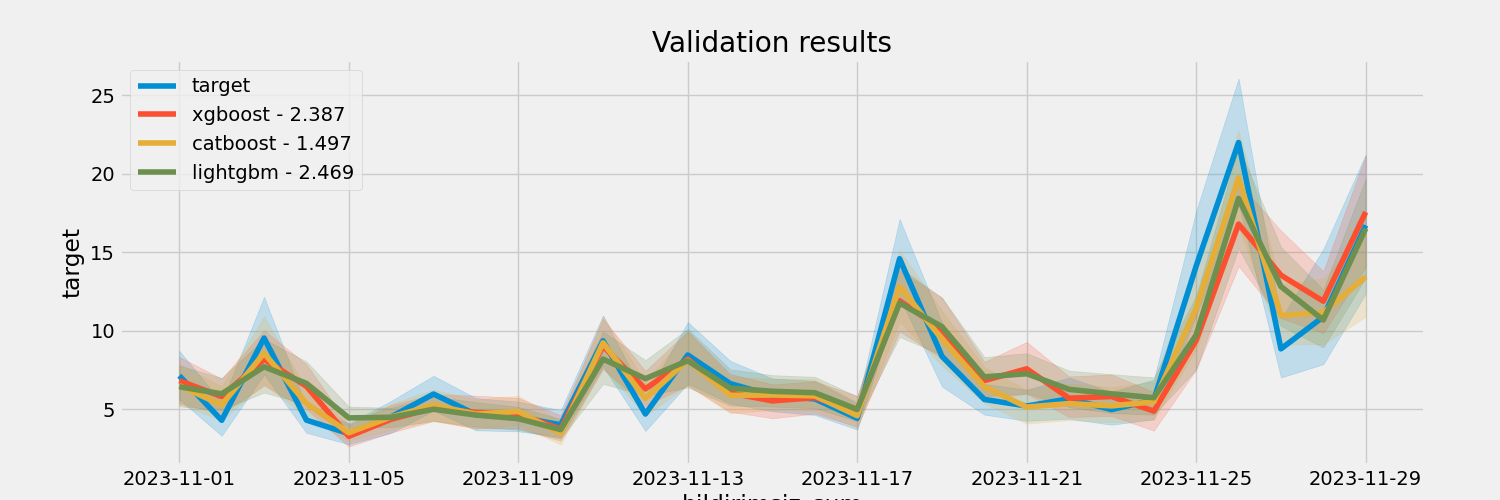 Validation results
target
xgboost - 2.387
catboost - 1.497
lightgbm - 2.469
target
25
20
15
10
5
2023-11-01 2023-11-05 2023-11-09 2023-11-13 2023-11-17 2023-11-21 2023-11-25 2023-11-29
bildirimsiz_sum